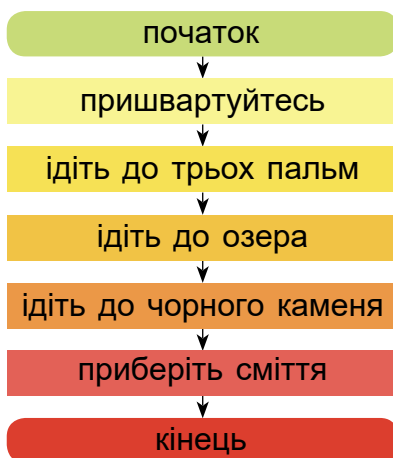 початок
пришвартуйтесь
ідіть до трьох пальм
ідіть до озера
ідіть до чорного каменя
приберіть сміття
кінець